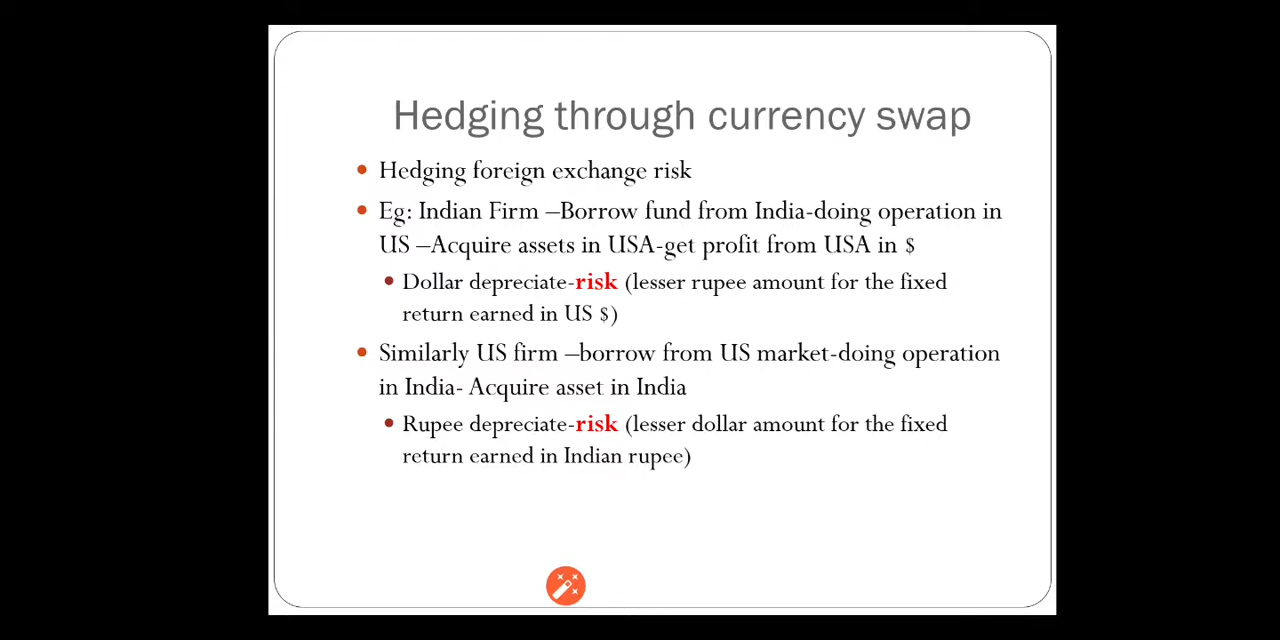 Hedging through currency swap
Hedging foreign exchange risk
Eg: Indian Firm –Borrow fund from India-doing operation in
US –Acquire assets in USA-get profit from USA in $
Dollar depreciate-risk (lesser rupee amount for the fixed
return earned in US $)
Similarly US firm –borrow from US market-doing operation
in India- Acquire asset in India
Rupee depreciate-risk (lesser dollar amount for the fixed
return earned in Indian rupee)